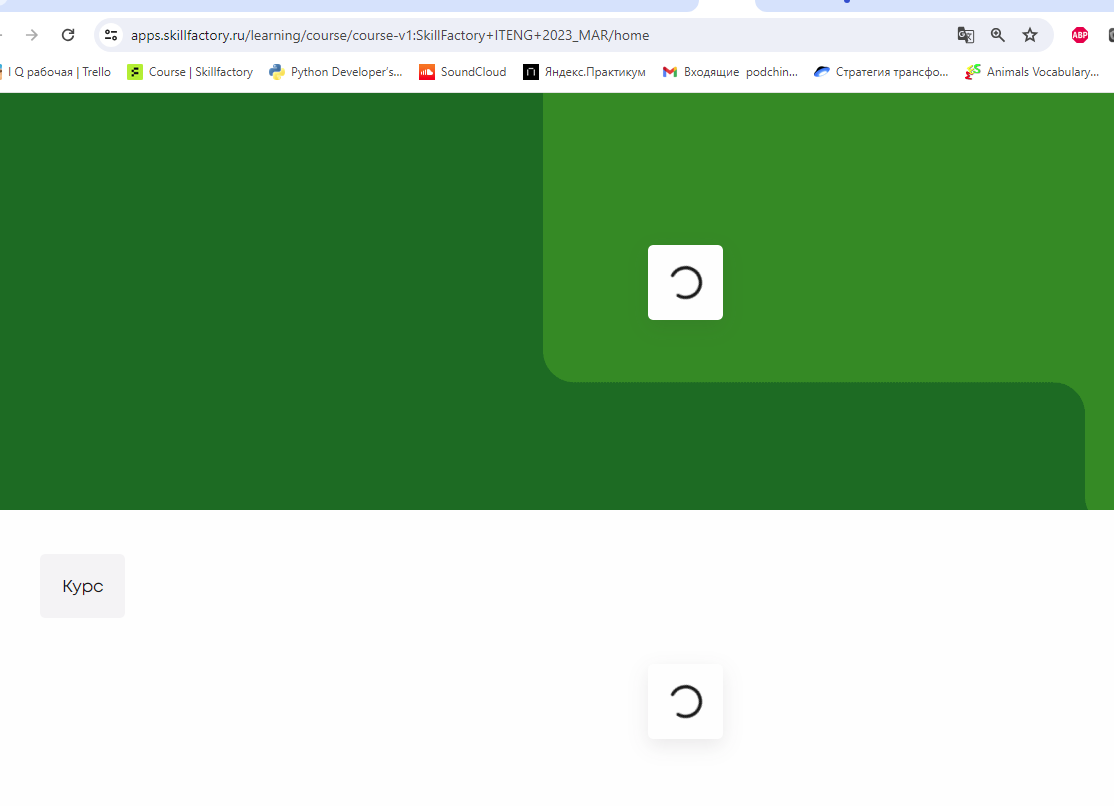 apps.skillfactory.ru/learning/course/course-v1:SkillFactory+ITENG+2023_MAR/home
ABP
I Q рабочая | Trello Course | Skillfactory Python Developer's... SoundCloud Яндекс.Практикум Входящие podchin... Стратегия трансфо... Animals Vocabulary...
Курс